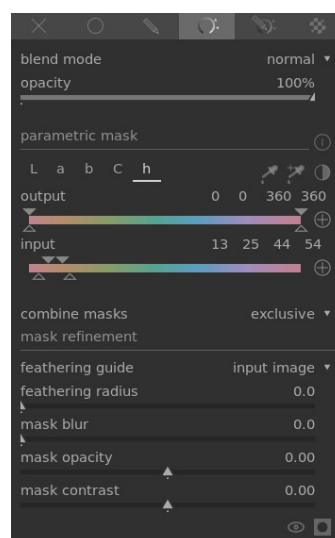 blend mode normal
opacity 100%
parametric mask
L a b C h
output 0 0 360 360
input 13 25 44 54
combine masks exclusive
mask refinement
feathering guide input image
feathering radius 0.0
mask blur 0.0
mask opacity 0.00
mask contrast 0.00